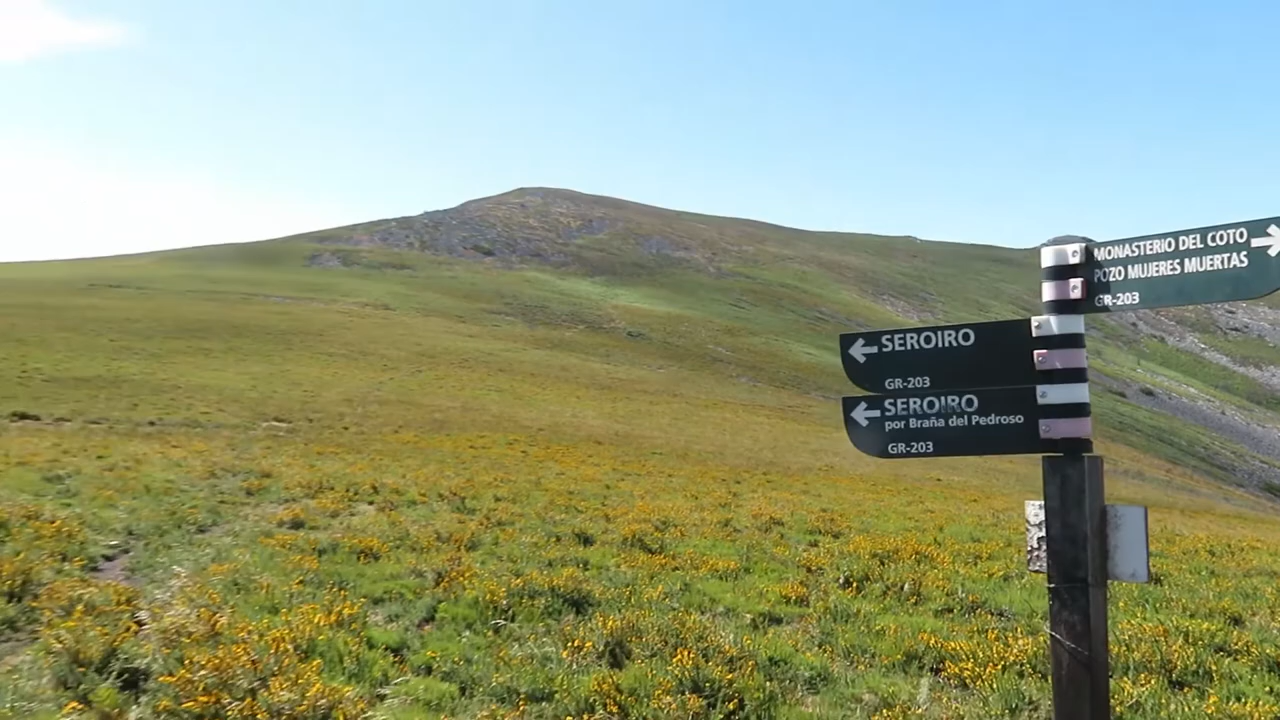 MONASTERIO DEL COTO
POZO MUJERES MUERTAS
GR-203
SEROIRO
GR-203
SEROIRO
por Braña del Pedroso
GR-203